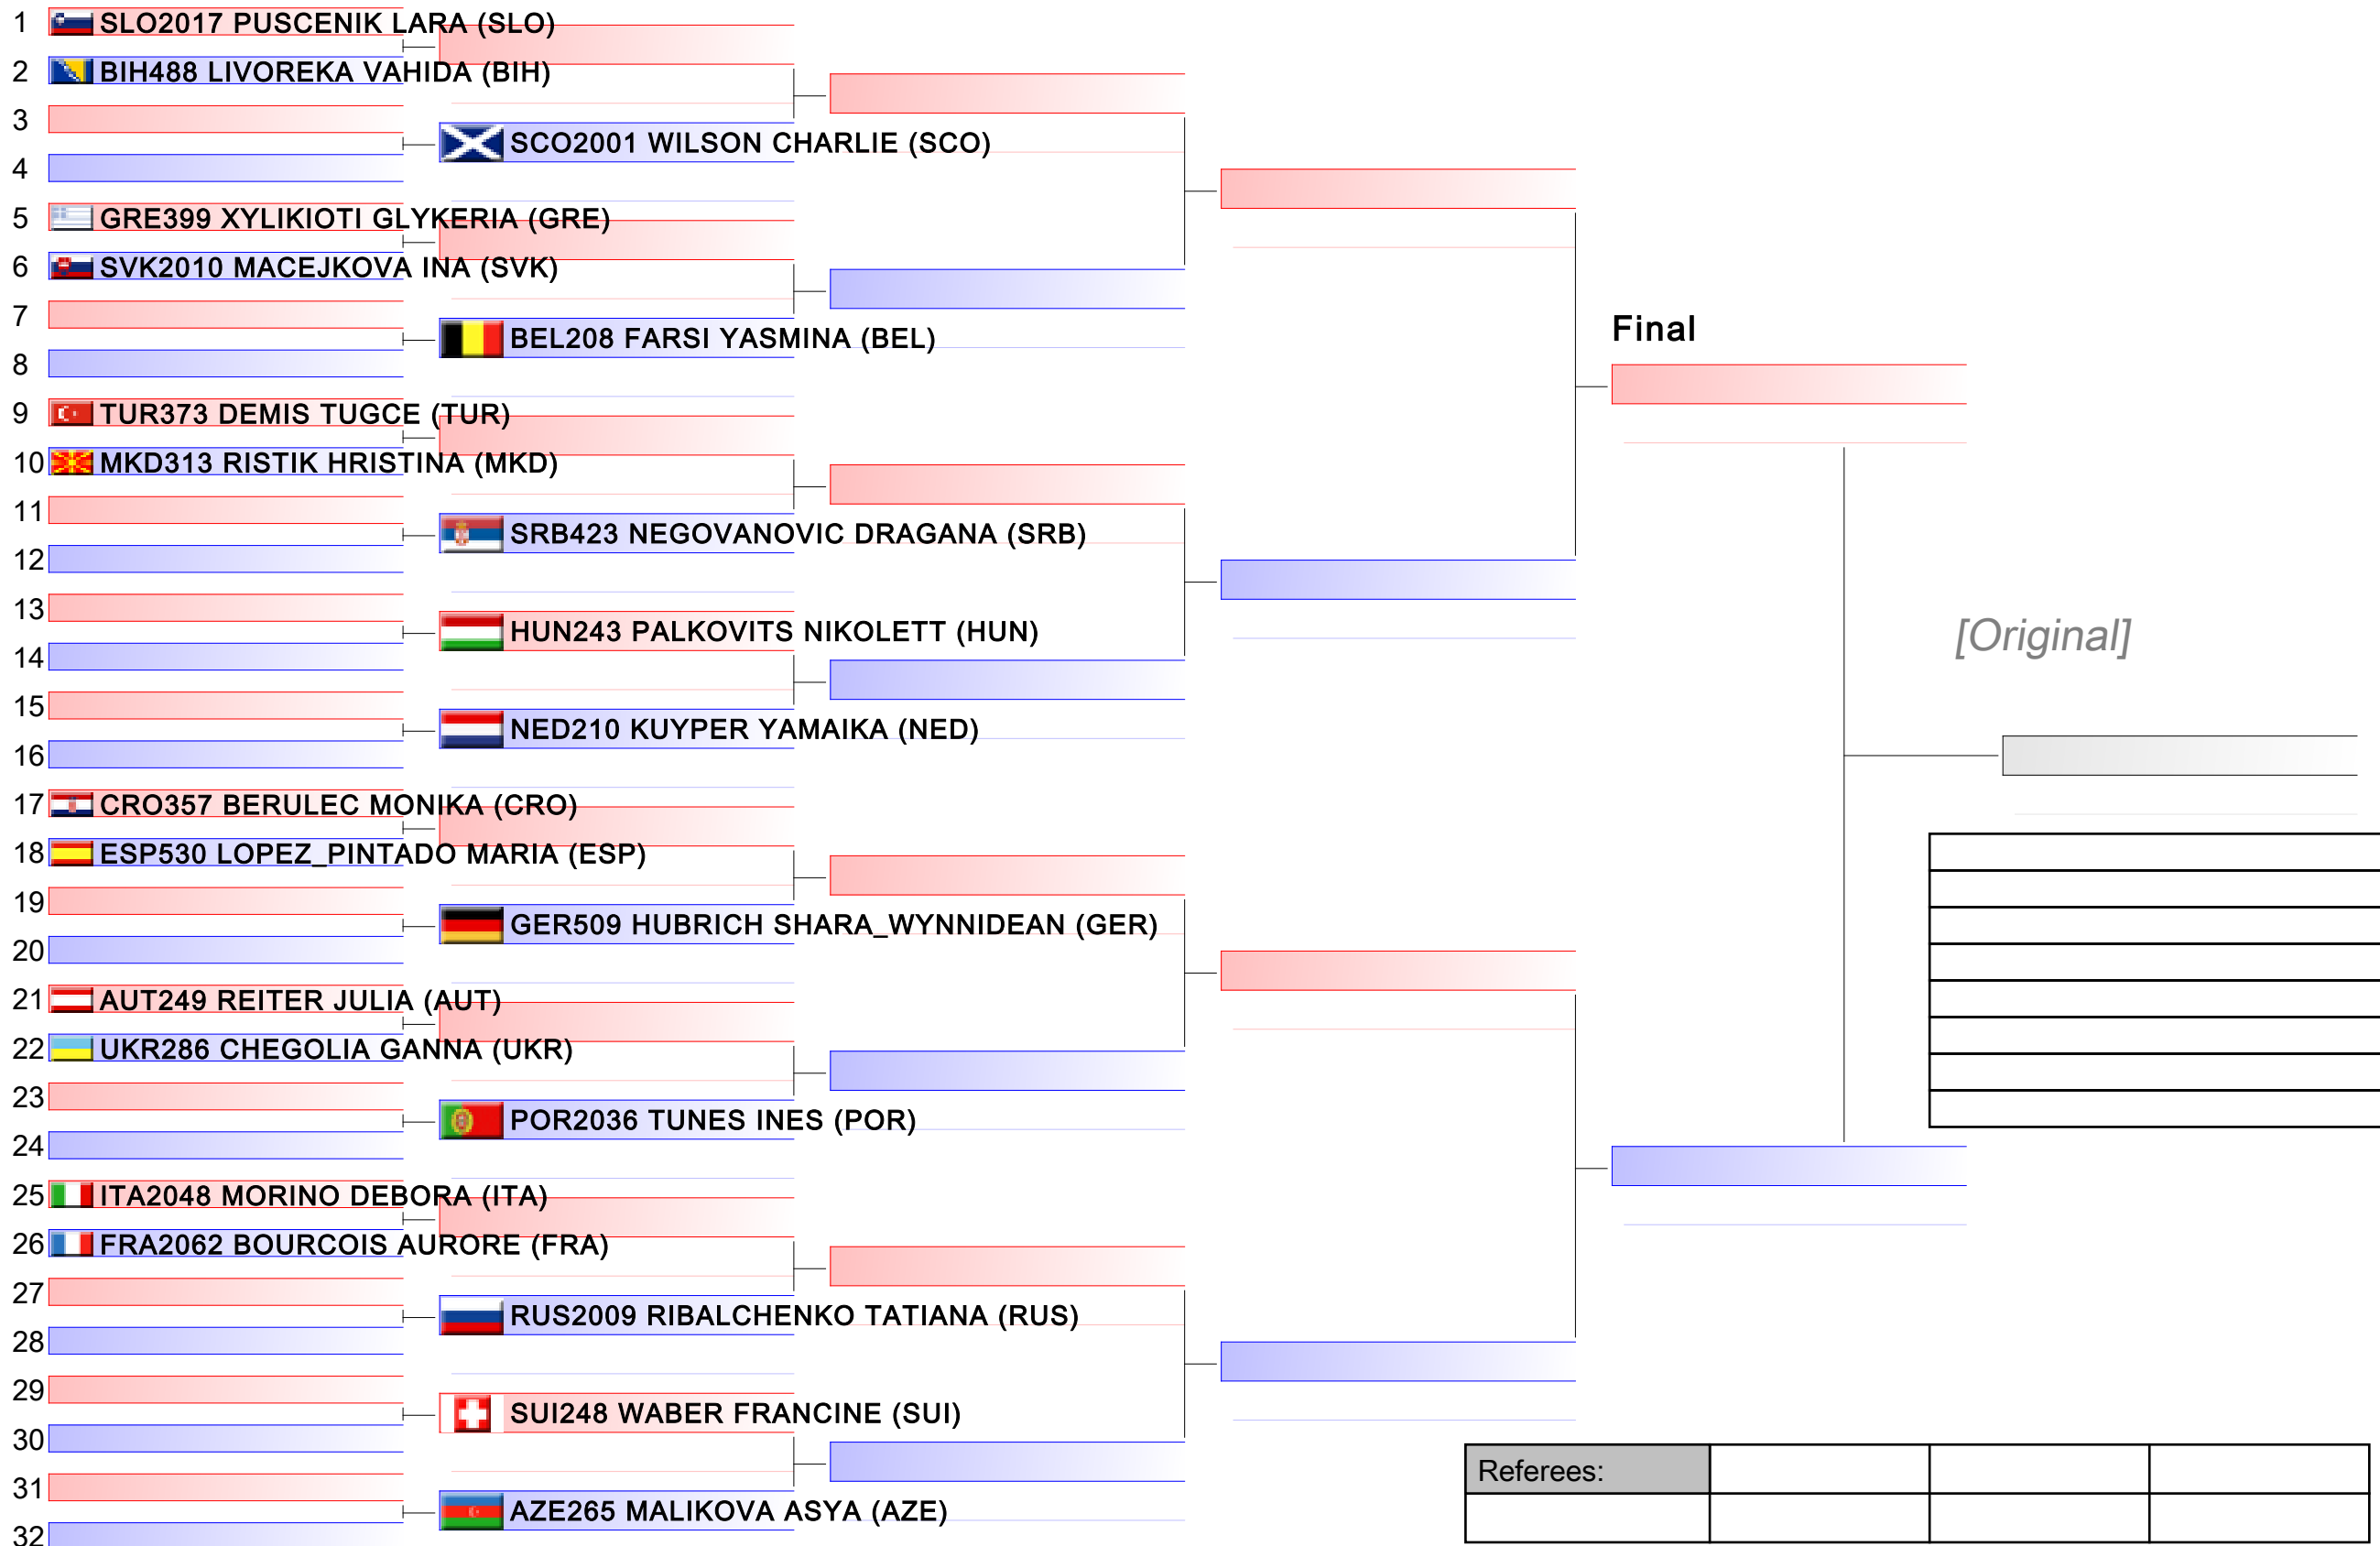 1 SLO2017 PUSCENIK LARA (SLO)
2 BIH488 LIVOREKA VAHIDA (BIH)
3
SCO2001 WILSON CHARLIE (SCO)
4
5 GRE399 XYLIKIOTI GLYKERIA (GRE)
6 SVK2010 MACEJKOVA INA (SVK)
7
Final
BEL208 FARSI YASMINA (BEL)
8
9 TUR373 DEMIS TUGCE (TUR)
10 MKD313 RISTIK HRISTINA (MKD)
11
SRB423 NEGOVANOVIC DRAGANA (SRB)
12
13
HUN243 PALKOVITS NIKOLETT (HUN)
[Original]
14
15
NED210 KUYPER YAMAIKA (NED)
16
17 CRO357 BERULEC MONIKA (CRO)
18 ESP530 LOPEZ_PINTADO MARIA (ESP)
19
GER509 HUBRICH SHARA_WYNNIDEAN (GER)
20
21 AUT249 REITER JULIA (AUT)
22 UKR286 CHEGOLIA GANNA (UKR)
23
POR2036 TUNES INES (POR)
24
25 ITA2048 MORINO DEBORA (ITA)
26 FRA2062 BOURCOIS AURORE (FRA)
27
RUS2009 RIBALCHENKO TATIANA (RUS)
28
29
SUI248 WABER FRANCINE (SUI)
30
Referees:
31
AZE265 MALIKOVA ASYA (AZE)
32